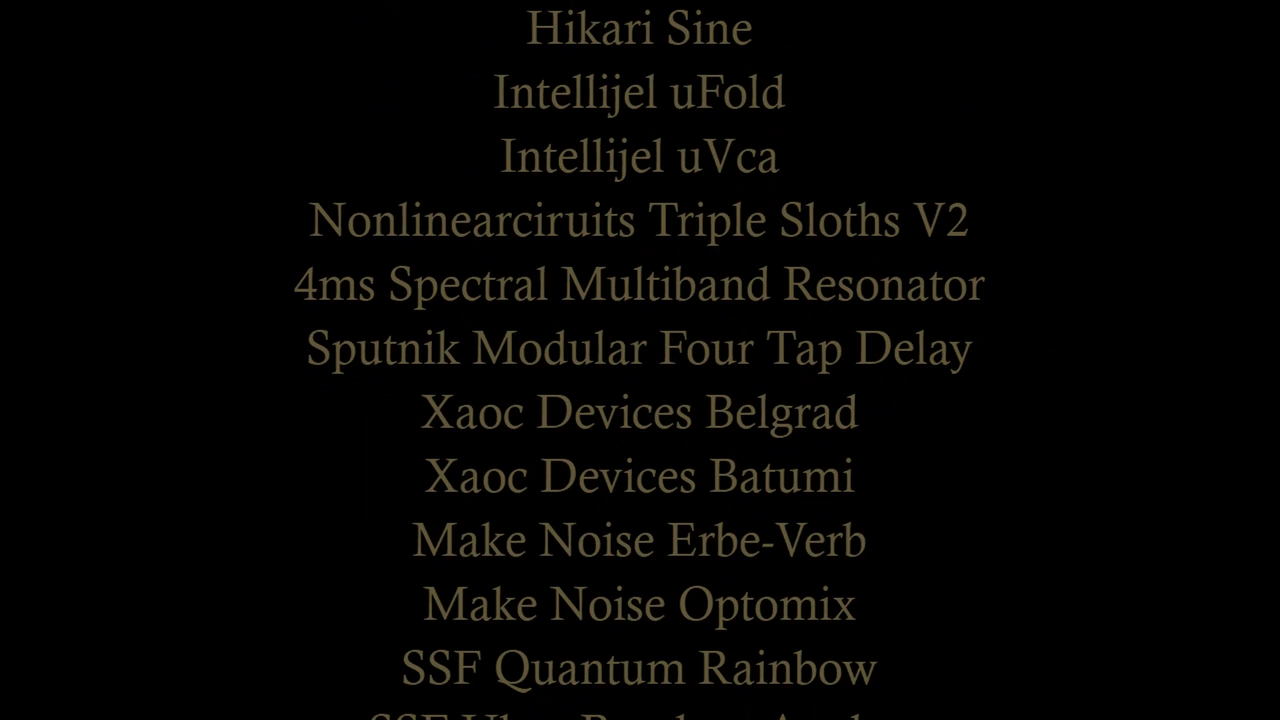 Hikari Sine
Intellijel uFold
Intellijel uVca
Nonlinearciruits Triple Sloths V2
4ms Spectral Multiband Resonator
Sputnik Modular Four Tap Delay
Xaoc Devices Belgrad
Xaoc Devices Batumi
Make Noise Erbe-Verb
Make Noise Optomix
SSF Quantum Rainbow